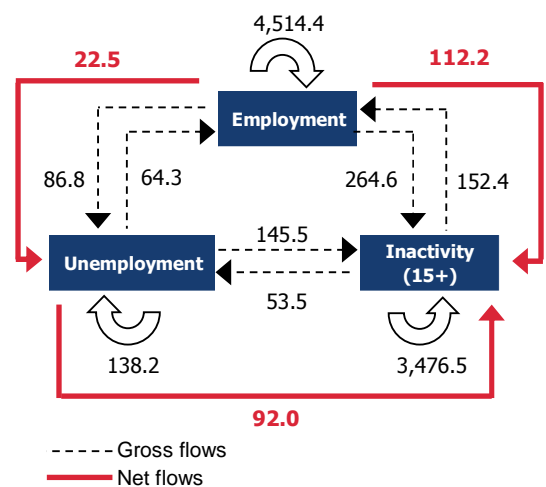 4,514.4
22.5
112.2
Employment
86.8
64.3
264.6
152.4
145.5
Unemployment
Inactivity
(15+)
53.5
138.2
3,476.5
92.0
Gross flows
Net flows